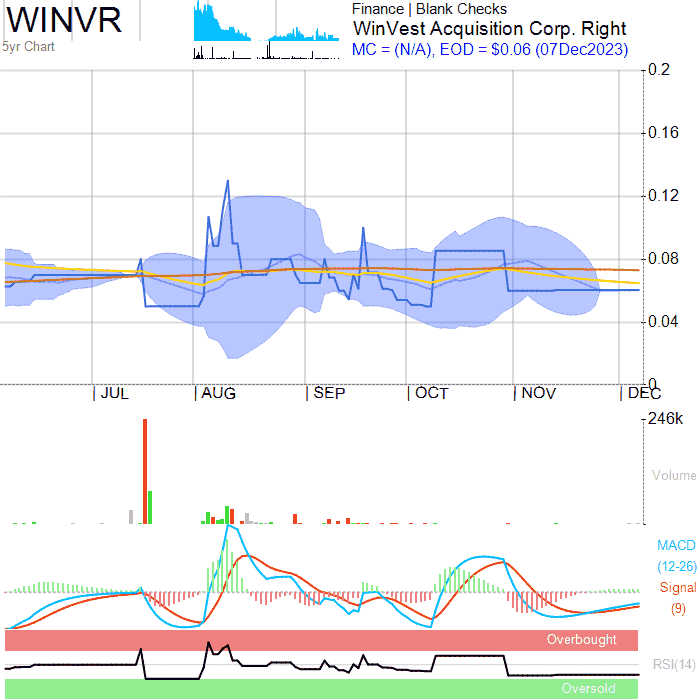 WINVR
5yr Chart
Finance | Blank Checks
WinVest Acquisition Corp. Right
MC = (N/A), EOD = $0.06 (07Dec2023)
0.2
0.16
0.12
0.08
0.04
0
JUL
AUG
SEP
OCT
NOV
DEC
246k
Volume
MACD
(12-26)
Signal
(9)
Overbought
RSI(14)
Oversold